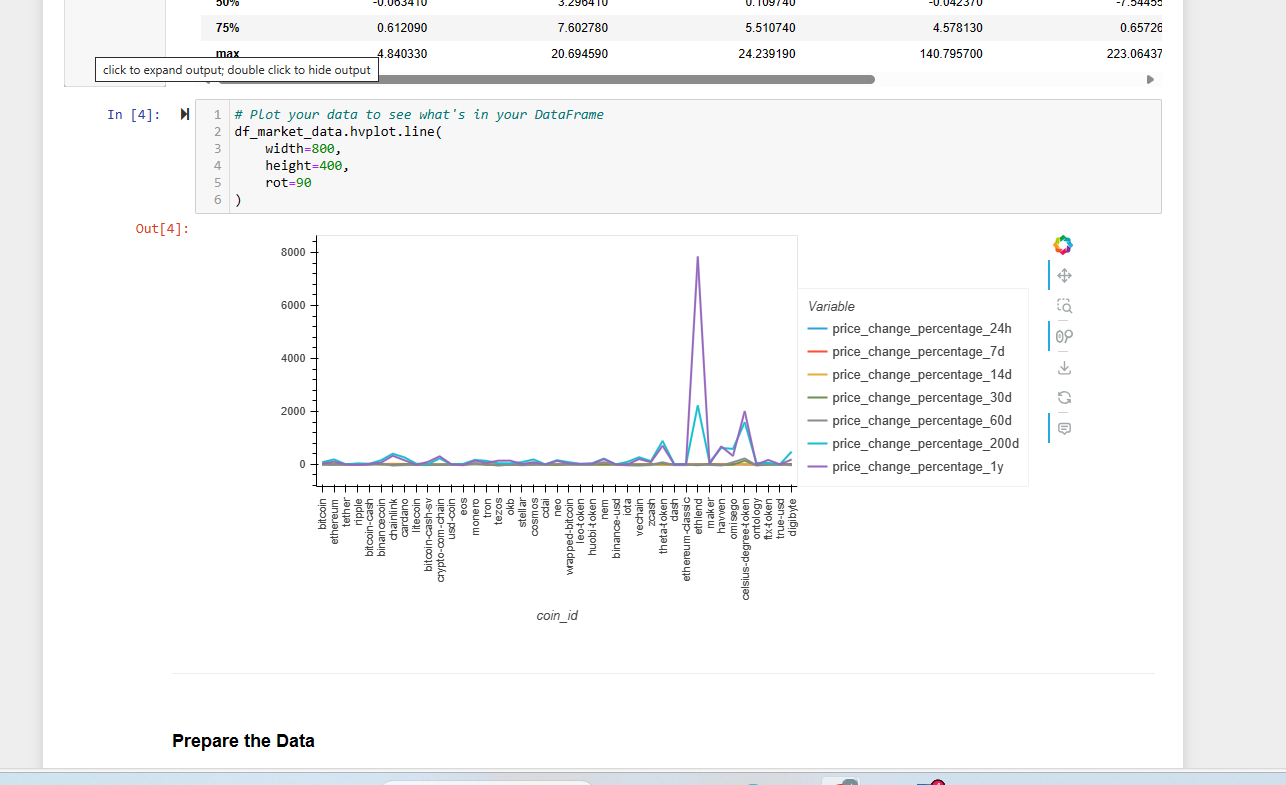 50% -0.063410 3.296410 0.109740 -0.042370 -7.54455
75% 0.612090 7.602780 5.510740 4.578130 0.65726
max 4.840330 20.694590 24.239190 140.795700 223.06437
click to expand output; double click to hide output
In [4]:
1 # Plot your data to see what's in your DataFrame
2 df_market_data.hvplot.line(
3 width=800,
4 height=400,
5 rot=90
6 )
Out[4]:
8000
6000
4000
2000
0
bitcoin
ethereum
tether
ripple
bitcoin-cash
binancecoin
chainlink
cardano
litecoin
bitcoin-cash-sv
crypto-com-chain
usd-coin
eos
monero
tron
tezos
okb
stellar
cosmos
cdai
neo
wrapped-bitcoin
leo-token
huobi-token
nem
binance-usd
iota
vechain
zcash
theta-token
dash
ethereum-classic
ethlend
maker
havven
omisego
celsius-degree-token
ontology
ftx-token
true-usd
digibyte
coin_id
Variable
price_change_percentage_24h
price_change_percentage_7d
price_change_percentage_14d
price_change_percentage_30d
price_change_percentage_60d
price_change_percentage_200d
price_change_percentage_1y
Prepare the Data